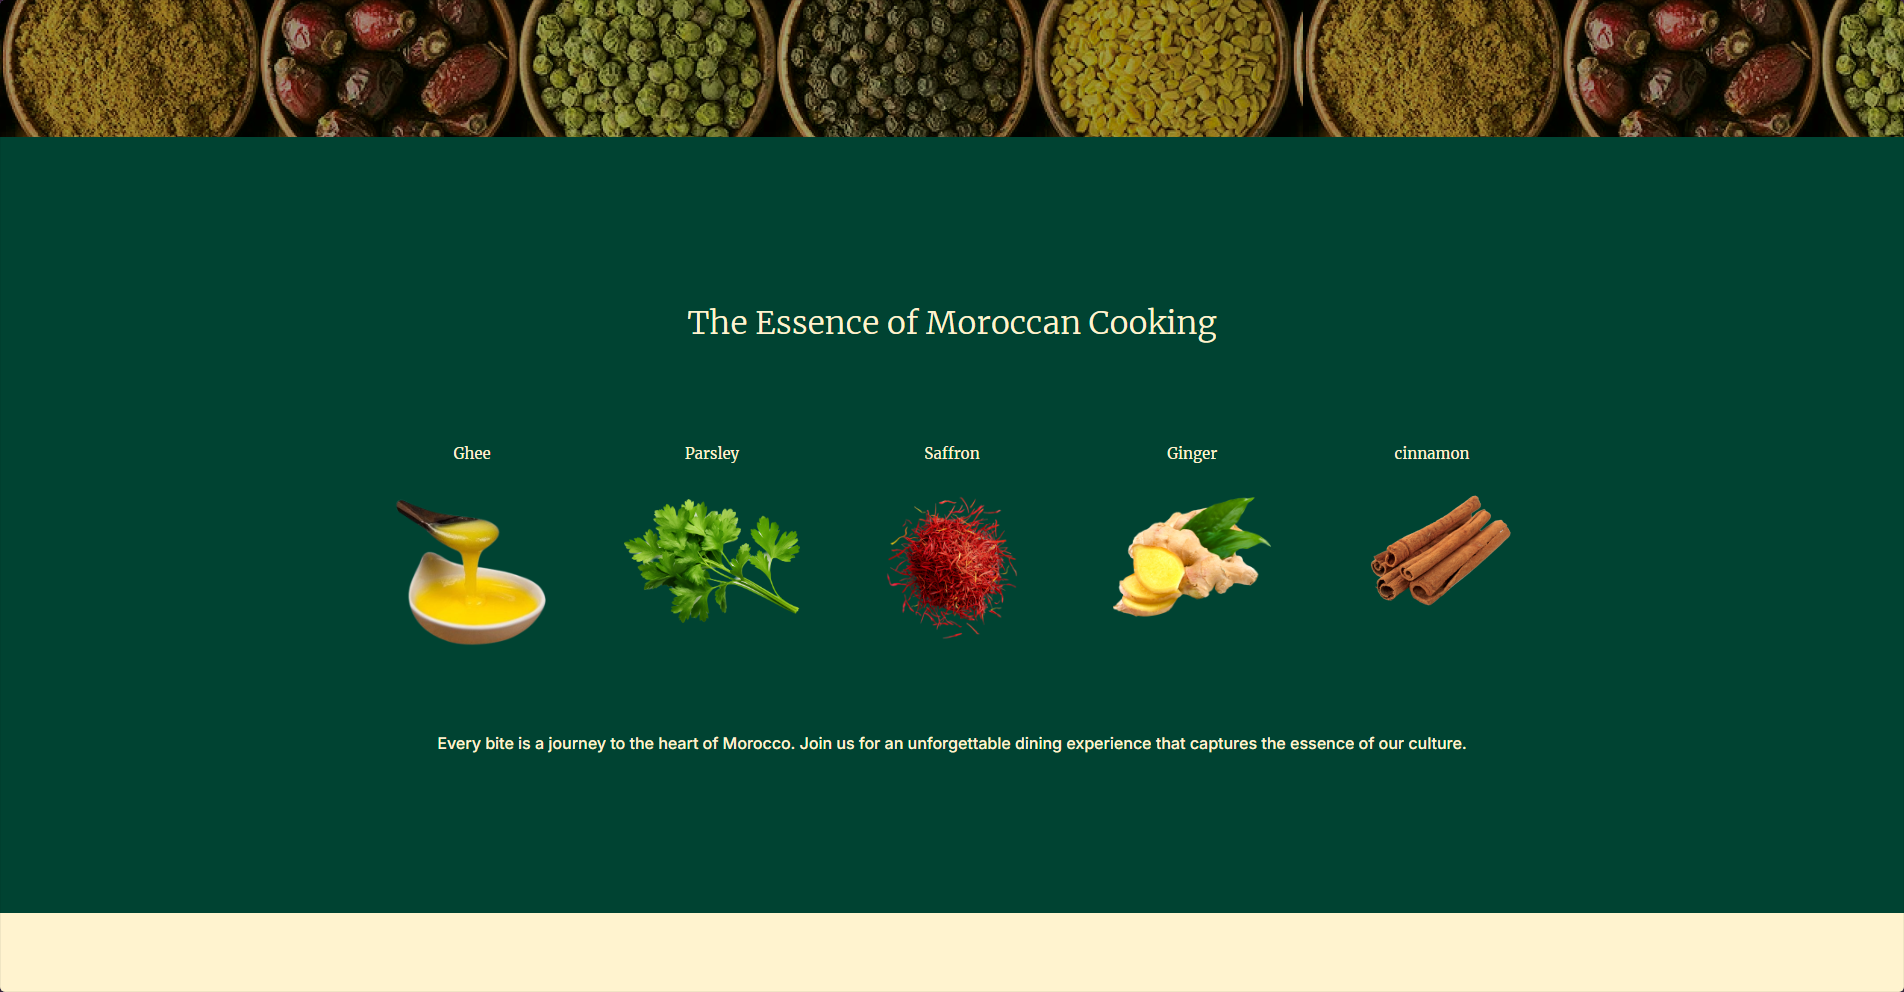 The Essence of Moroccan Cooking
Ghee
Parsley
Saffron
Ginger
cinnamon
Every bite is a journey to the heart of Morocco. Join us for an unforgettable dining experience that captures the essence of our culture.